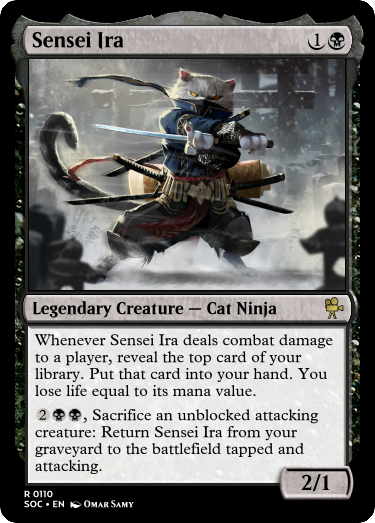 Sensei Ira 1
Legendary Creature — Cat Ninja
Whenever Sensei Ira deals combat damage
to a player, reveal the top card of your
library. Put that card into your hand. You
lose life equal to its mana value.
2, Sacrifice an unblocked attacking
creature: Return Sensei Ira from your
graveyard to the battlefield tapped and
attacking.
2/1
R 0110
SOC • EN Omar Samy